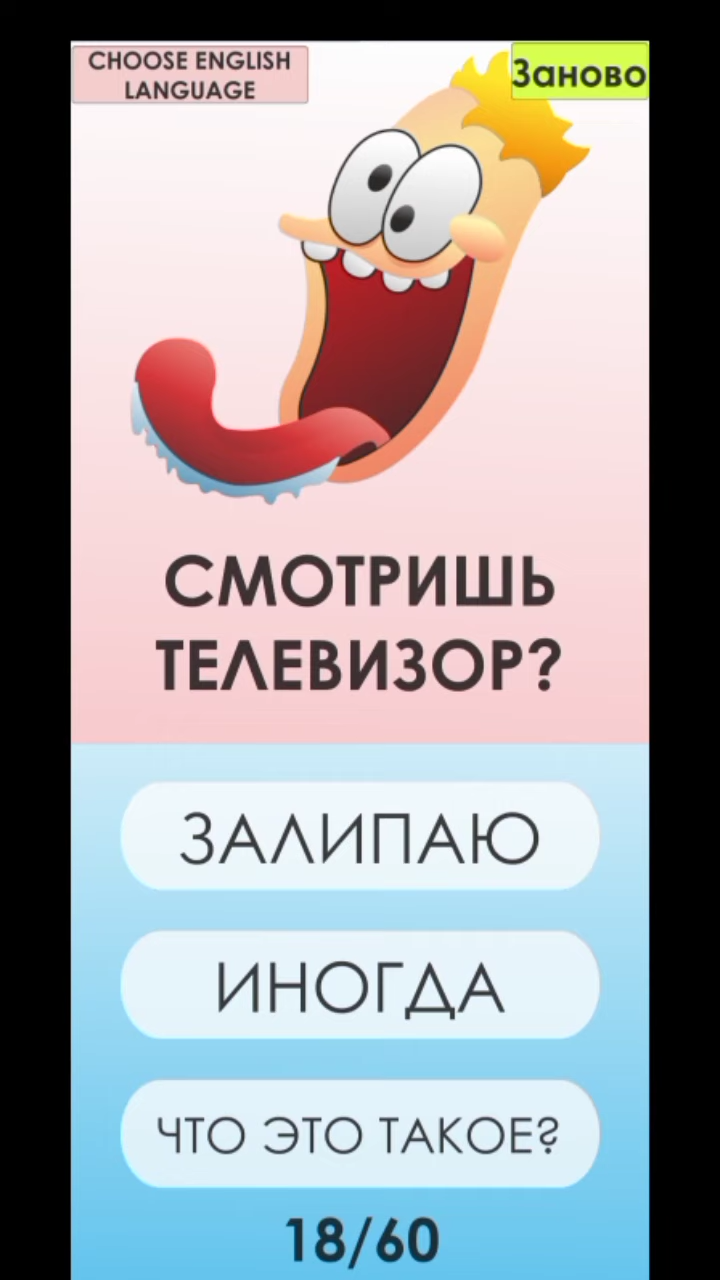 CHOOSE ENGLISH
LANGUAGE
Заново
СМОТРИШЬ
ТЕЛЕВИЗОР?
ЗАЛИПАЮ
ИНОГДА
ЧТО ЭТО ТАКОЕ?
18/60